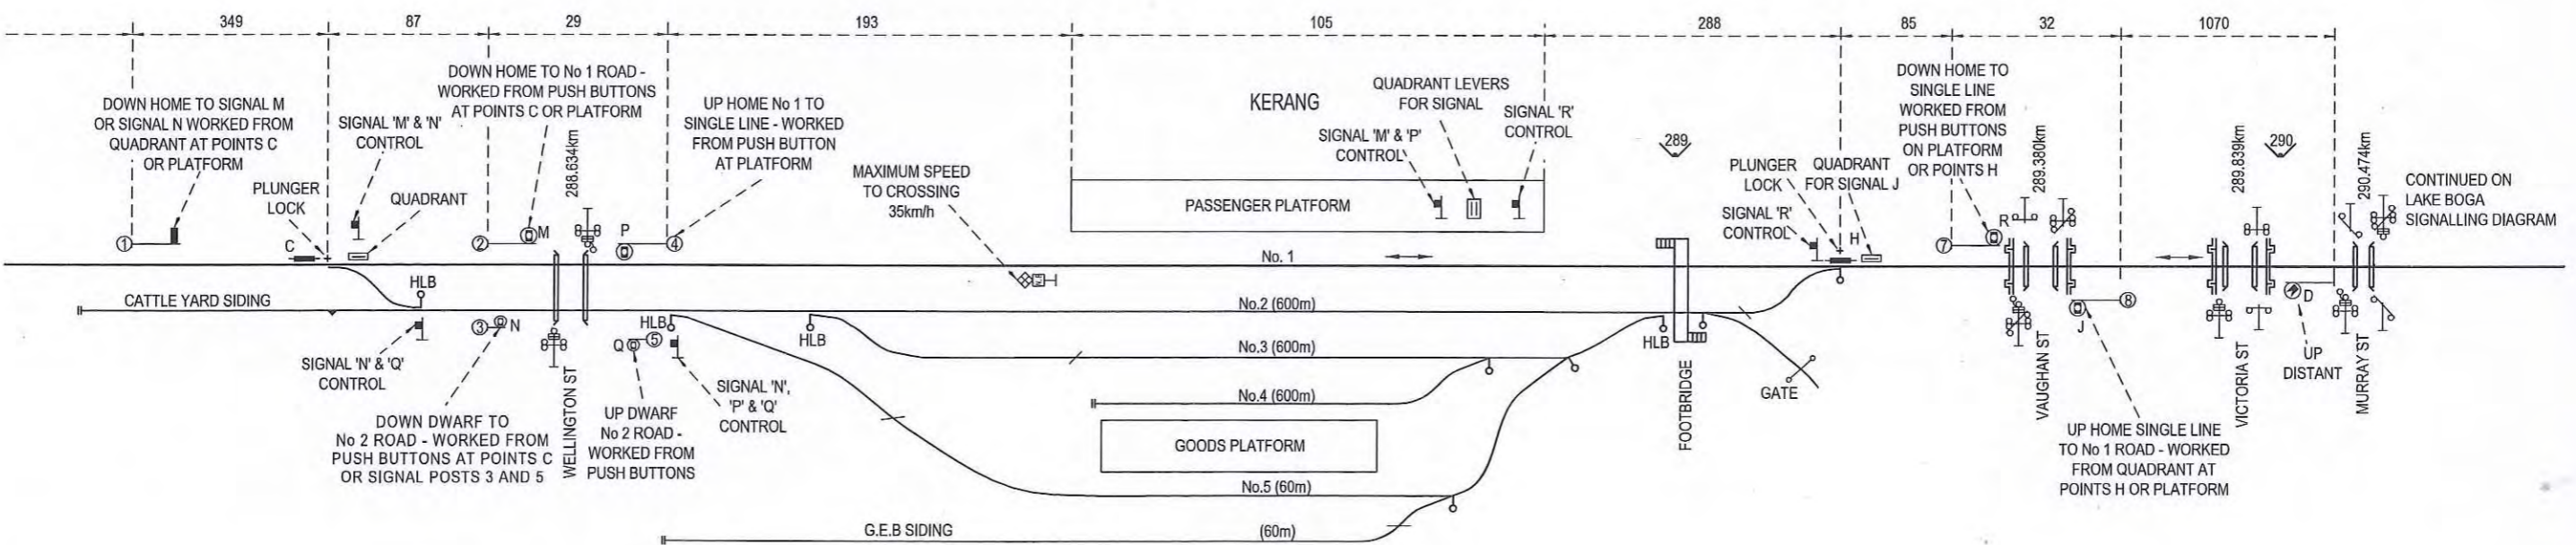 349
87
29
193
105
288
85
32
1070
DOWN HOME TO SIGNAL M
OR SIGNAL N WORKED FROM
QUADRANT AT POINTS C
OR PLATFORM
SIGNAL 'M' & 'N'
CONTROL
DOWN HOME TO No 1 ROAD -
WORKED FROM PUSH BUTTONS
AT POINTS C OR PLATFORM
UP HOME No 1 TO
SINGLE LINE - WORKED
FROM PUSH BUTTON
AT PLATFORM
MAXIMUM SPEED
TO CROSSING
35km/h
KERANG
QUADRANT LEVERS
FOR SIGNAL
SIGNAL 'M' & 'P'
CONTROL
SIGNAL 'R'
CONTROL
PASSENGER PLATFORM
289
PLUNGER
LOCK
QUADRANT
FOR SIGNAL J
SIGNAL 'R'
CONTROL
DOWN HOME TO
SINGLE LINE
WORKED FROM
PUSH BUTTONS
ON PLATFORM
OR POINTS H
289.380km
289.839km
290
290.474km
CONTINUED ON
LAKE BOGA
SIGNALLING DIAGRAM
PLUNGER
LOCK
QUADRANT
288.634km
1
C
2
M
P
4
H
7
R
No. 1
HLB
CATTLE YARD SIDING
No.2 (600m)
3
N
HLB
Q
5
HLB
HLB
J
8
D
SIGNAL 'N' & 'Q'
CONTROL
No.3 (600m)
No.4 (600m)
GOODS PLATFORM
No.5 (60m)
G.E.B SIDING
(60m)
DOWN DWARF TO
No 2 ROAD - WORKED FROM
PUSH BUTTONS AT POINTS C
OR SIGNAL POSTS 3 AND 5
WELLINGTON ST
UP DWARF
No 2 ROAD -
WORKED FROM
PUSH BUTTONS
SIGNAL 'N',
'P' & 'Q'
CONTROL
FOOTBRIDGE
GATE
VAUGHAN ST
UP HOME SINGLE LINE
TO No 1 ROAD - WORKED
FROM QUADRANT AT
POINTS H OR PLATFORM
VICTORIA ST
UP
DISTANT
MURRAY ST